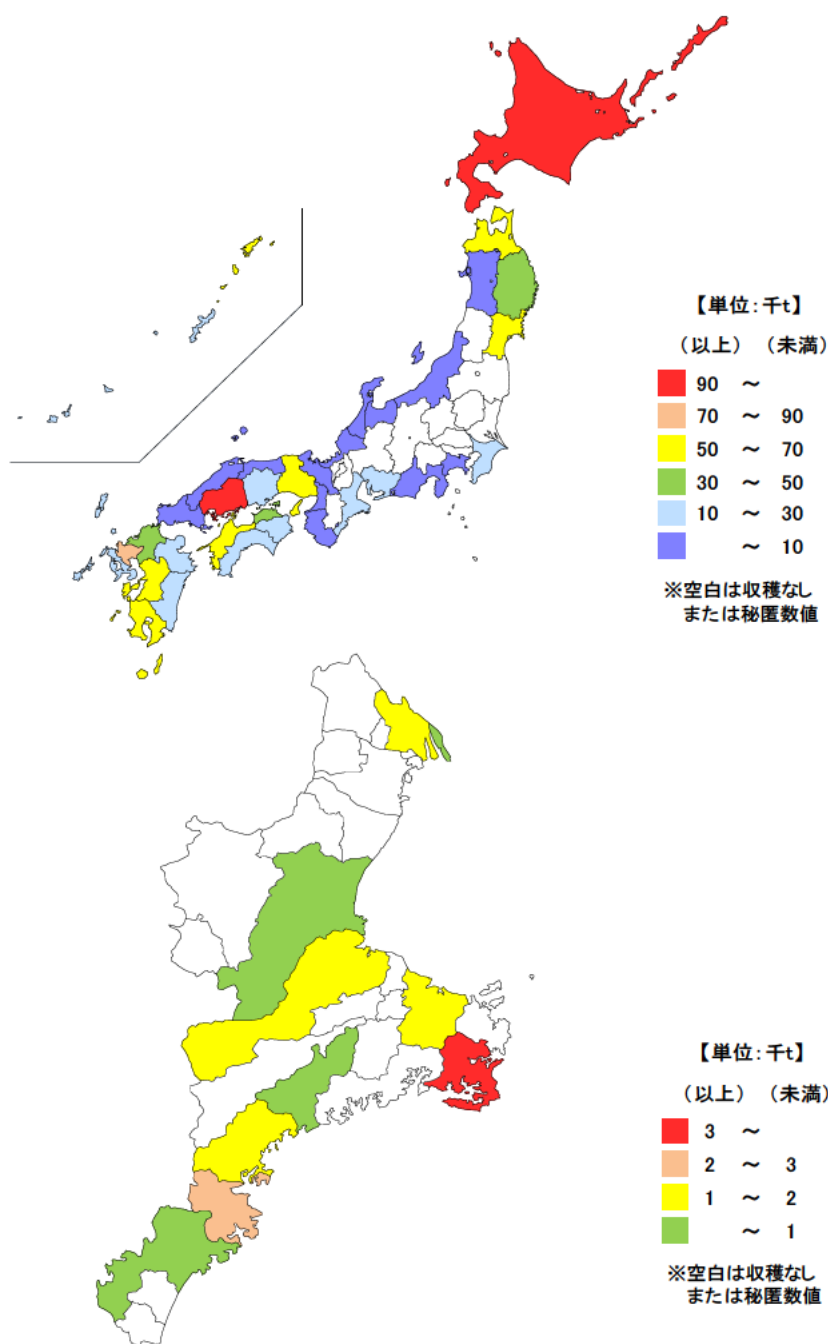 【単位:千t】
（以上） （未満）
90 ～
70 ～ 90
50 ～ 70
30 ～ 50
10 ～ 30
～ 10
※空白は収穫なし
または秘匿数値
【単位:千t】
（以上） （未満）
3 ～
2 ～ 3
1 ～ 2
～ 1
※空白は収穫なし
または秘匿数値